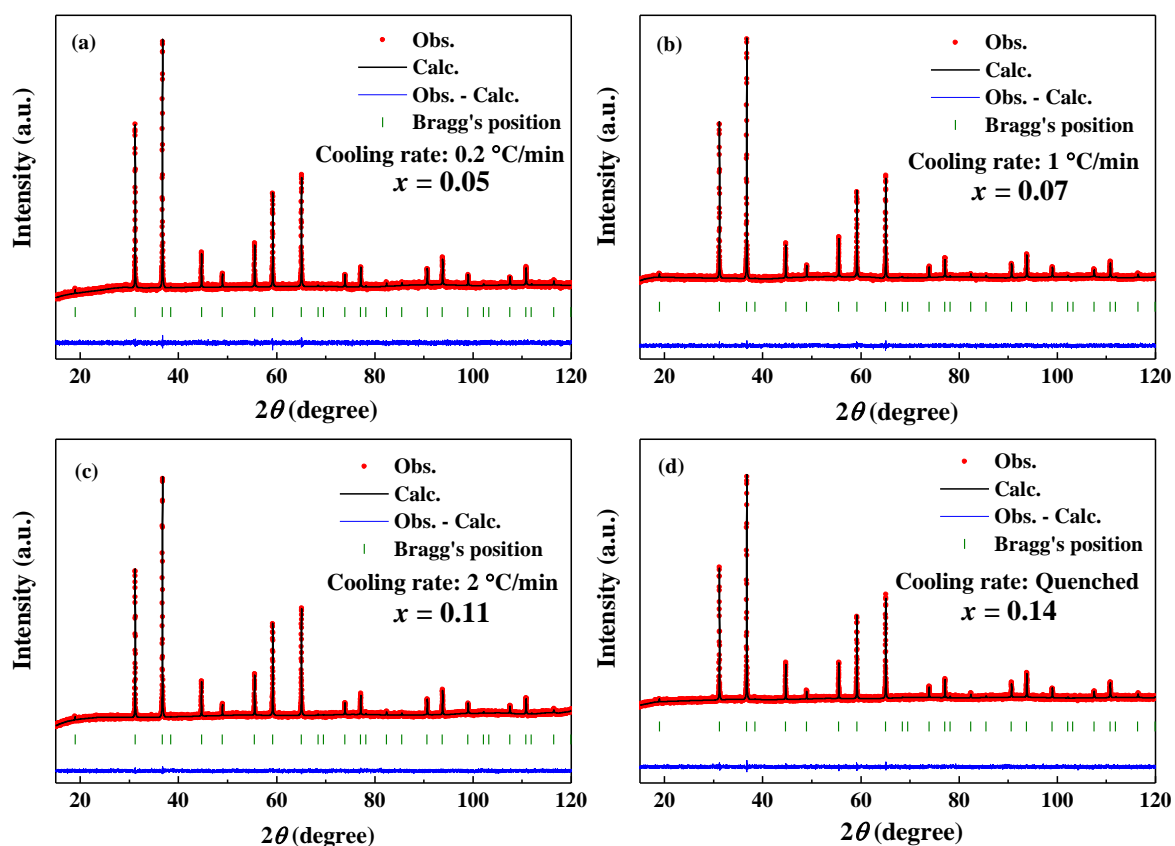 (a)
Obs.
Calc.
Obs. - Calc.
Bragg's position
Cooling rate: 0.2 °C/min
x = 0.05
Intensity (a.u.)
20 40 60 80 100 120
2θ (degree)
(b)
Obs.
Calc.
Obs. - Calc.
Bragg's position
Cooling rate: 1 °C/min
x = 0.07
Intensity (a.u.)
20 40 60 80 100 120
2θ (degree)
(c)
Obs.
Calc.
Obs. - Calc.
Bragg's position
Cooling rate: 2 °C/min
x = 0.11
Intensity (a.u.)
20 40 60 80 100 120
2θ (degree)
(d)
Obs.
Calc.
Obs. - Calc.
Bragg's position
Cooling rate: Quenched
x = 0.14
Intensity (a.u.)
20 40 60 80 100 120
2θ (degree)